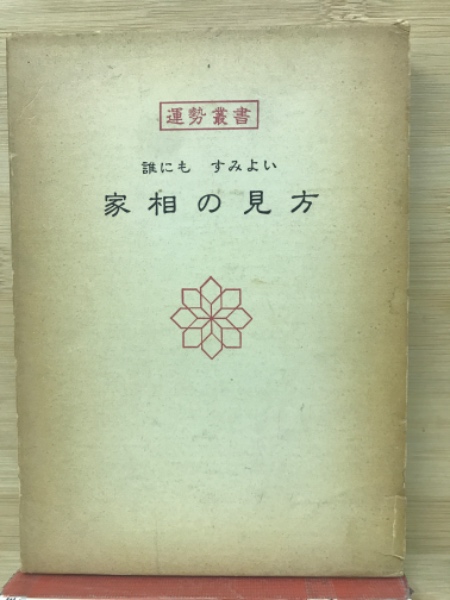 運勢叢書
誰にも すみよい
家相の見方